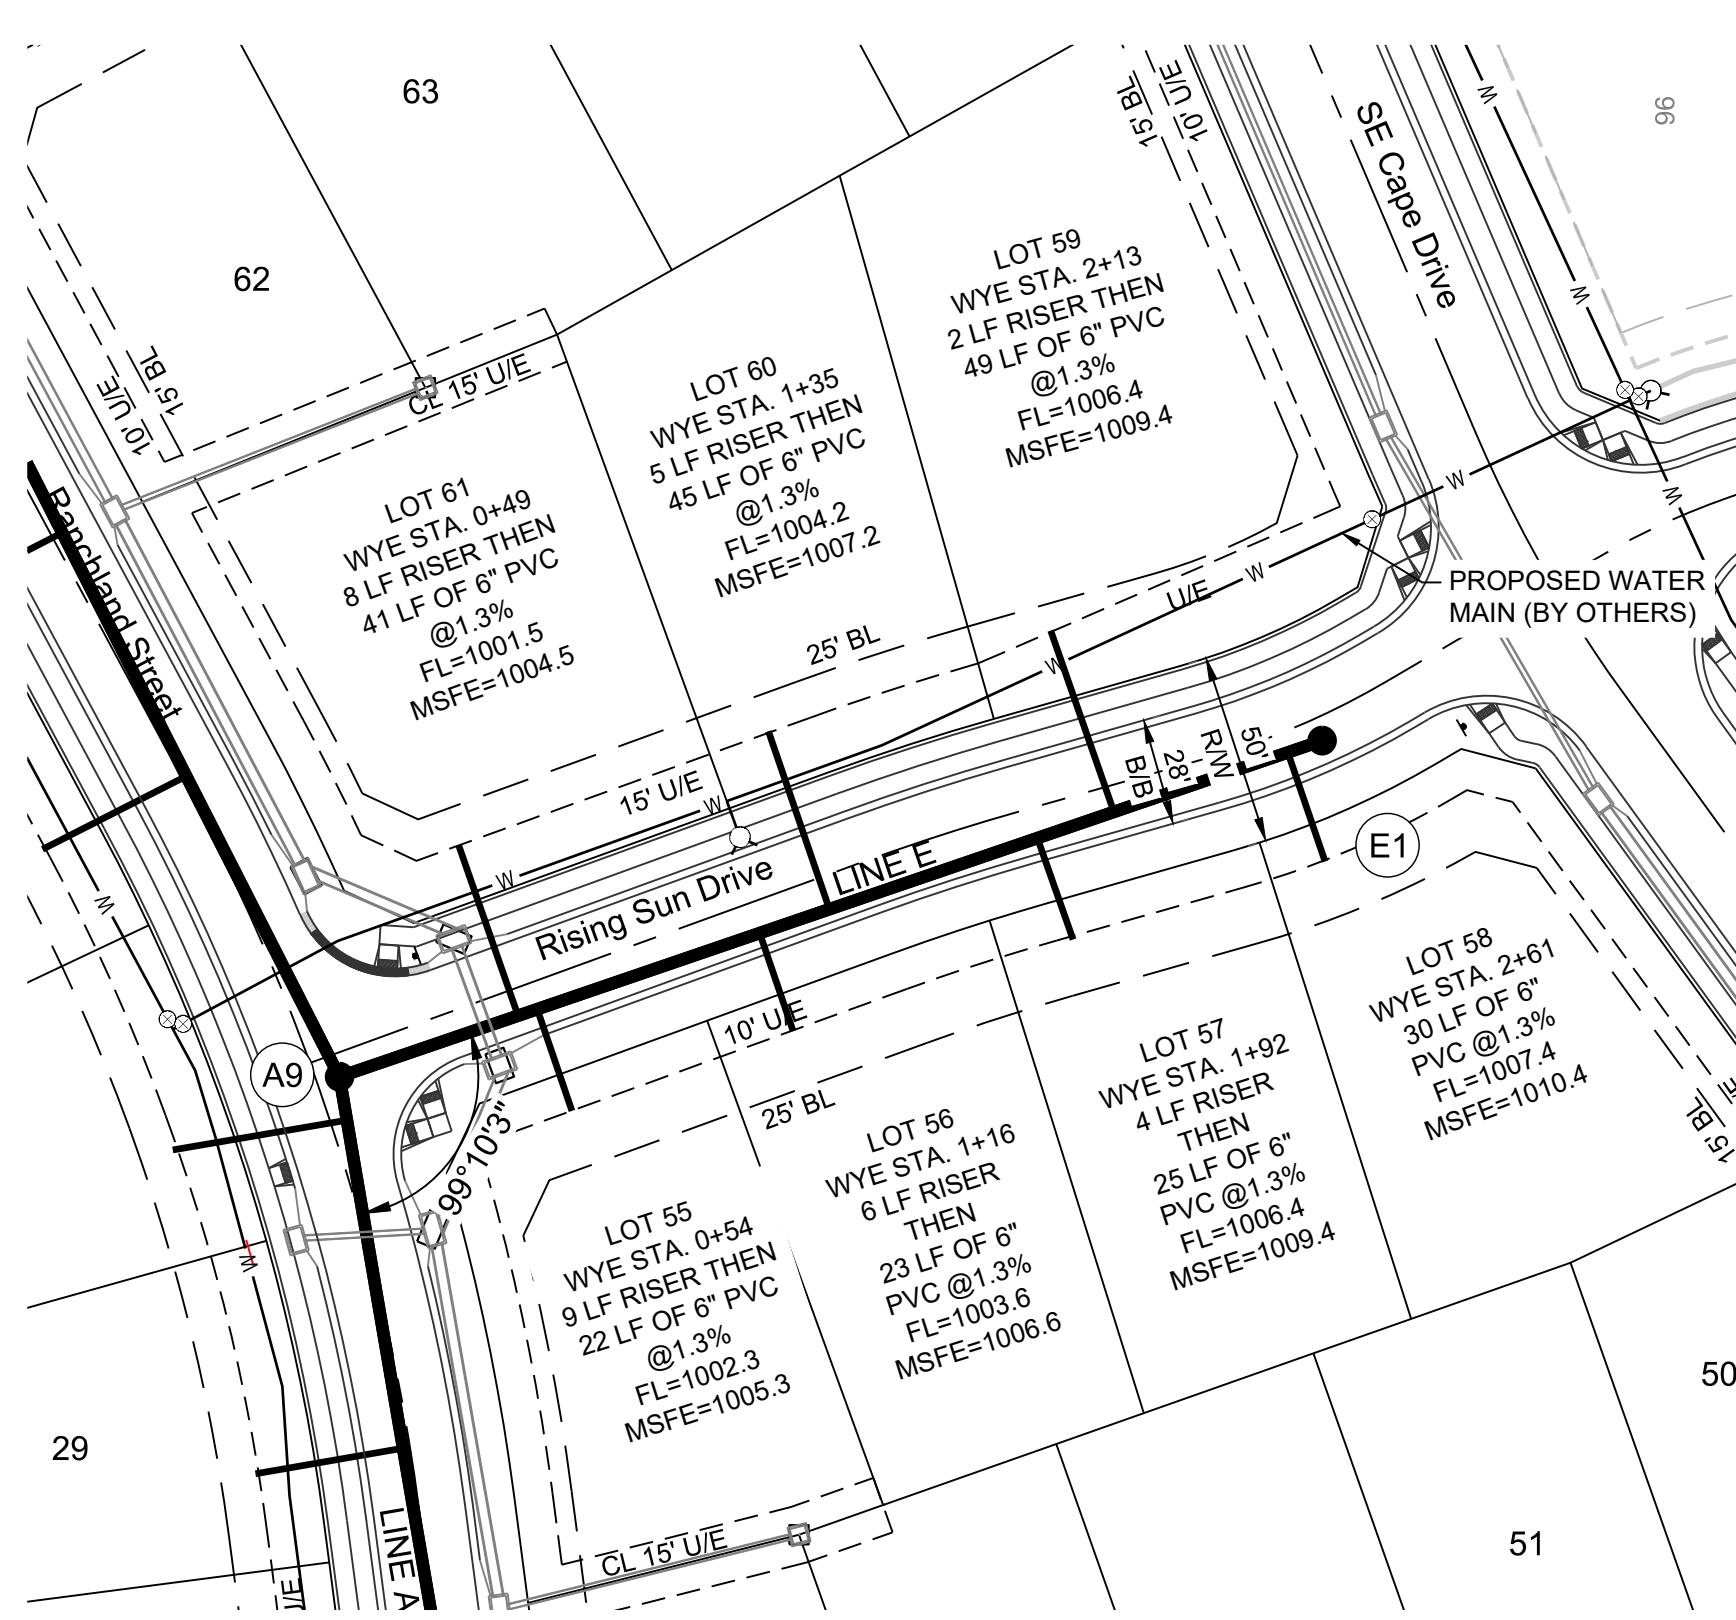 63
62
15' BL
10' U/E
SE Cape Drive
96
W
W
LOT 59
WYE STA. 2+13
2 LF RISER THEN
49 LF OF 6" PVC
@1.3%
FL=1006.4
MSFE=1009.4
10' U/E
15' BL
CL 15' U/E
LOT 60
WYE STA. 1+35
5 LF RISER THEN
45 LF OF 6" PVC
@1.3%
FL=1004.2
MSFE=1007.2
LOT 61
WYE STA. 0+49
8 LF RISER THEN
41 LF OF 6" PVC
@1.3%
FL=1001.5
MSFE=1004.5
Ranchland Street
W
W
W
U/E
PROPOSED WATER
MAIN (BY OTHERS)
25' BL
W
15' U/E
W
28'
B/B
50'
R/W
E1
LINE E
Rising Sun Drive
W
W
A9
10' U/E
25' BL
99°10'3"
LOT 58
WYE STA. 2+61
30 LF OF 6"
PVC @1.3%
FL=1007.4
MSFE=1010.4
LOT 57
WYE STA. 1+92
4 LF RISER
THEN
25 LF OF 6"
PVC @1.3%
FL=1006.4
MSFE=1009.4
LOT 56
WYE STA. 1+16
6 LF RISER
THEN
23 LF OF 6"
PVC @1.3%
FL=1003.6
MSFE=1006.6
LOT 55
WYE STA. 0+54
9 LF RISER THEN
22 LF OF 6" PVC
@1.3%
FL=1002.3
MSFE=1005.3
15' BL
W
29
50
51
CL 15' U/E
LINE A
U/E